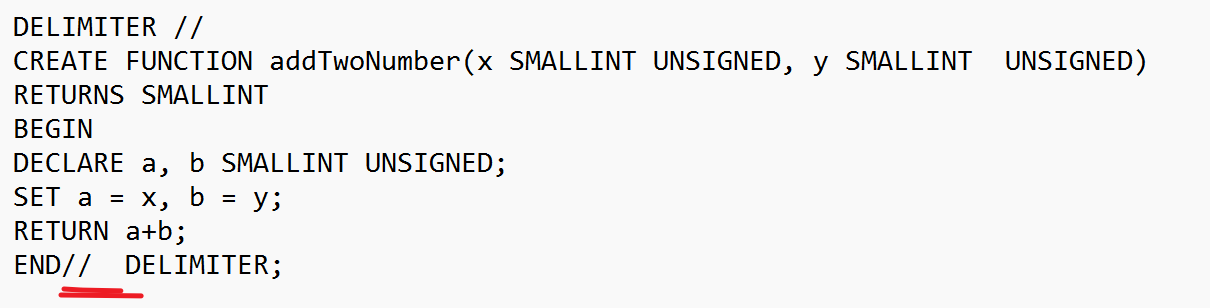 DELIMITER //
CREATE FUNCTION addTwoNumber(x SMALLINT UNSIGNED, y SMALLINT  UNSIGNED)
RETURNS SMALLINT
BEGIN
DECLARE a, b SMALLINT UNSIGNED;
SET a = x, b = y;
RETURN a+b;
END//  DELIMITER;